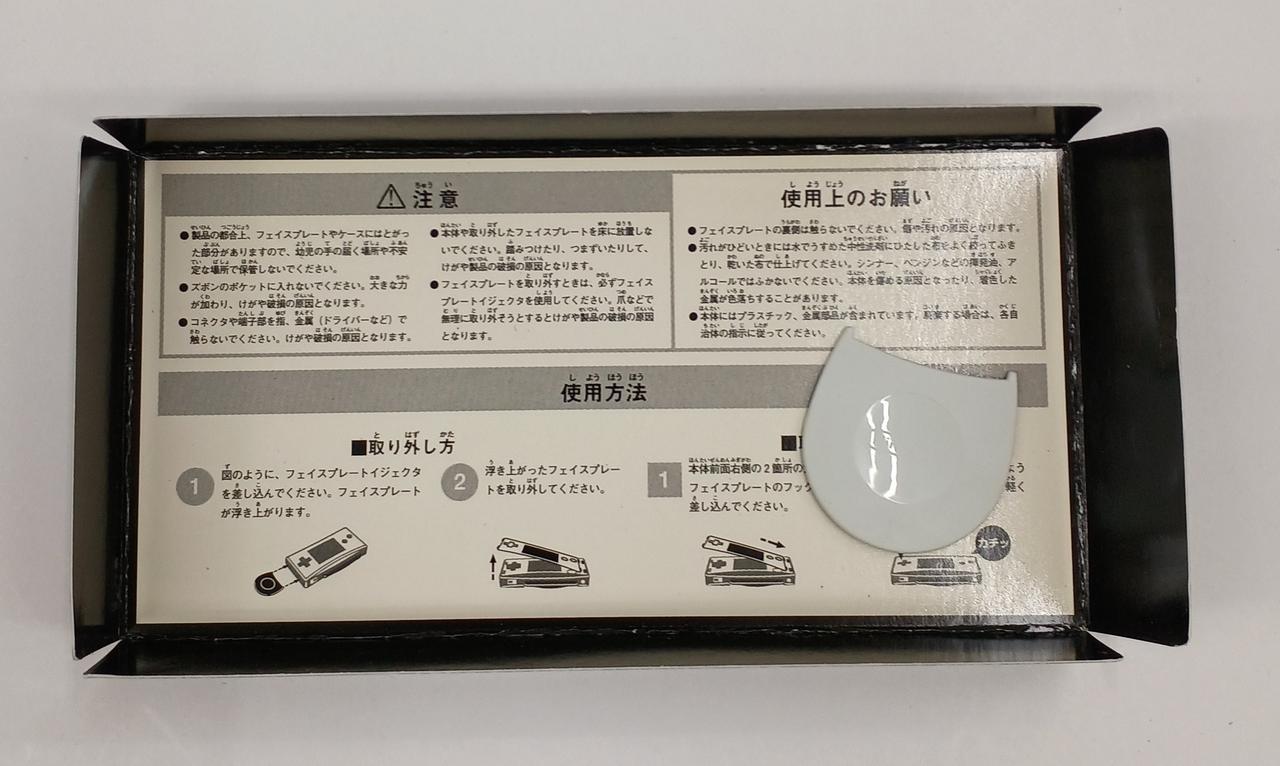 注意
●製品の都合上、フェイスプレートやケースにはとがっ
た部分がありますので、幼児の手の届く場所や不安
定な場所で保管しないでください。
●ズボンのポケットに入れないでください。大きな力
が加わり、けがや破損の原因となります。
●コネクタや端子部を指、金属（ドライバーなど）で
触らないでください。けがや破損の原因となります。
●本体や取り外したフェイスプレートを床に放置しな
いでください。踏みつけたり、つまずいたりして、
けがや製品の破損の原因となります。
●フェイスプレートを取り外すときは、必ずフェイス
プレートイジェクタを使用してください。爪などで
無理に取り外そうとするとけがや製品の破損の原因
となります。
使用上のお願い
●フェイスプレートの裏側は触らないでください。傷や汚れの原因となります。
●汚れがひどいときには水でうすめた中性洗剤にひたした布をよく絞ってふき
とり、乾いた布で仕上げてください。シンナー、ベンジンなどの揮発油、ア
ルコールではふかないでください。本体を傷める原因となったり、着色した
金属が色落ちすることがあります。
●本体にはプラスチック、金属部品が含まれています。廃棄する場合は、各自
治体の指示に従ってください。
使用方法
■取り外し方
1 図のように、フェイスプレートイジェクタ
を差し込んでください。フェイスプレート
が浮き上がります。
2 浮き上がったフェイスプレー
トを取り外してください。
■
1 本体前面右側の2箇所の
フェイスプレートのフック
差し込んでください。
よう
軽く
カチッ